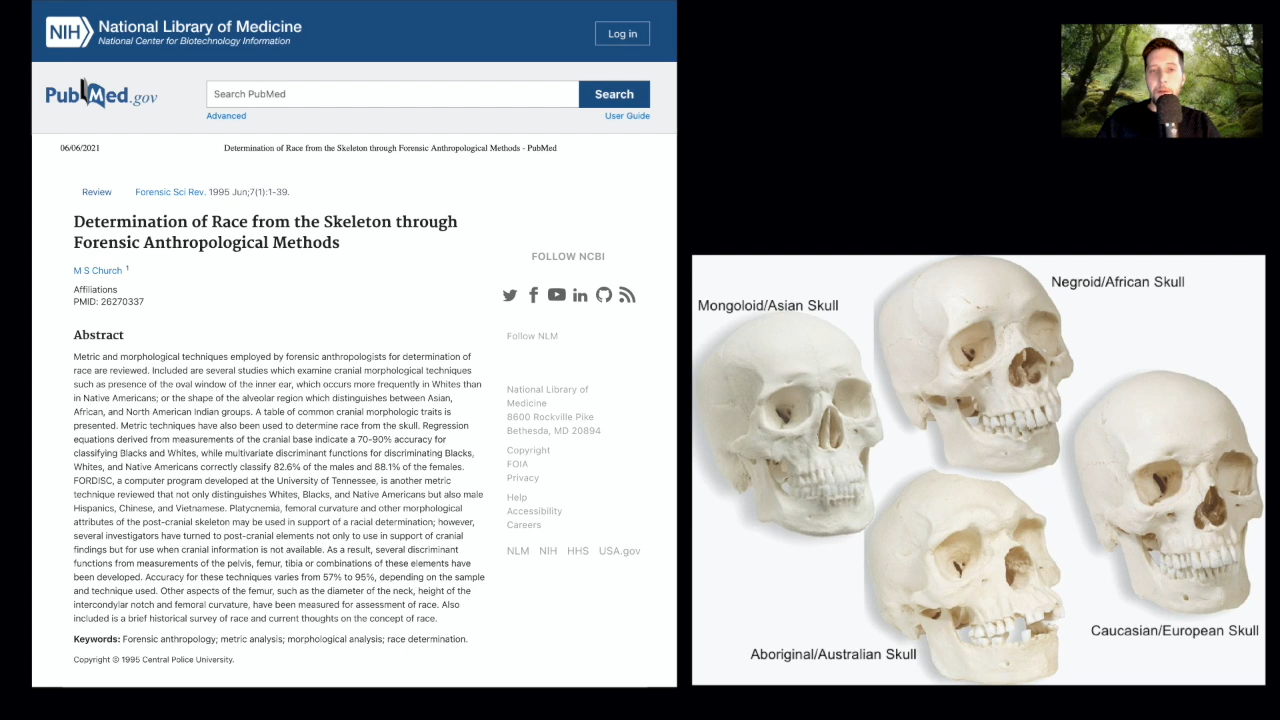 NIH National Library of Medicine
National Center for Biotechnology Information
Log in
PubMed.gov
Search PubMed
Search
Advanced
User Guide
06/06/2021
Determination of Race from the Skeleton through Forensic Anthropological Methods - PubMed
Review Forensic Sci Rev. 1995 Jun;7(1):1-39.
Determination of Race from the Skeleton through
Forensic Anthropological Methods
M S Church 1
Affiliations
PMID: 26270337
Abstract
Metric and morphological techniques employed by forensic anthropologists for determination of
race are reviewed. Included are several studies which examine cranial morphological techniques
such as presence of the oval window of the inner ear, which occurs more frequently in Whites than
in Native Americans; or the shape of the alveolar region which distinguishes between Asian,
African, and North American Indian groups. A table of common cranial morphologic traits is
presented. Metric techniques have also been used to determine race from the skull. Regression
equations derived from measurements of the cranial base indicate a 70-90% accuracy for
classifying Blacks and Whites, while multivariate discriminant functions for discriminating Blacks,
Whites, and Native Americans correctly classify 82.6% of the males and 88.1% of the females.
FORDISC, a computer program developed at the University of Tennessee, is another metric
technique reviewed that not only distinguishes Whites, Blacks, and Native Americans but also male
Hispanics, Chinese, and Vietnamese. Platycnemia, femoral curvature and other morphological
attributes of the post-cranial skeleton may be used in support of a racial determination; however,
several investigators have turned to post-cranial elements not only to use in support of cranial
findings but for use when cranial information is not available. As a result, several discriminant
functions from measurements of the pelvis, femur, tibia or combinations of these elements have
been developed. Accuracy for these techniques varies from 57% to 95%, depending on the sample
and technique used. Other aspects of the femur, such as the diameter of the neck, height of the
intercondylar notch and femoral curvature, have been measured for assessment of race. Also
included is a brief historical survey of race and current thoughts on the concept of race.
Keywords: Forensic anthropology; metric analysis; morphological analysis; race determination.
Copyright © 1995 Central Police University.
FOLLOW NCBI
Follow NLM
National Library of
Medicine
8600 Rockville Pike
Bethesda, MD 20894
Copyright
FOIA
Privacy
Help
Accessibility
Careers
NLM NIH HHS USA.gov
Negroid/African Skull
Mongoloid/Asian Skull
Caucasian/European Skull
Aboriginal/Australian Skull